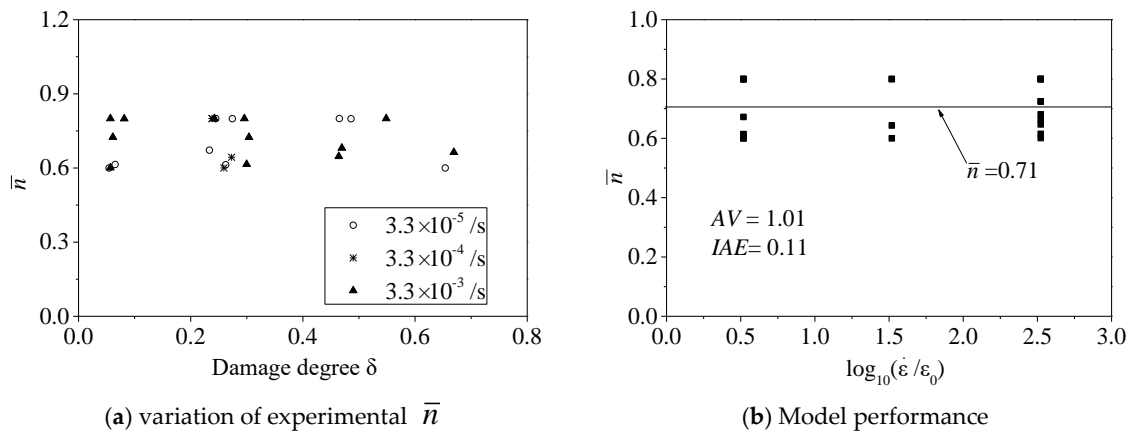 1.2
0.9
0.6
0.3
0.0
n̅
0.0 0.2 0.4 0.6 0.8
Damage degree δ
3.3×10⁻⁵ /s
3.3×10⁻⁴ /s
3.3×10⁻³ /s
(a) variation of experimental n̅
1.0
0.8
0.6
0.4
0.2
0.0
n̅
n̅ =0.71
AV = 1.01
IAE= 0.11
0.0 0.5 1.0 1.5 2.0 2.5 3.0
log₁₀(ε̇ /ε₀)
(b) Model performance